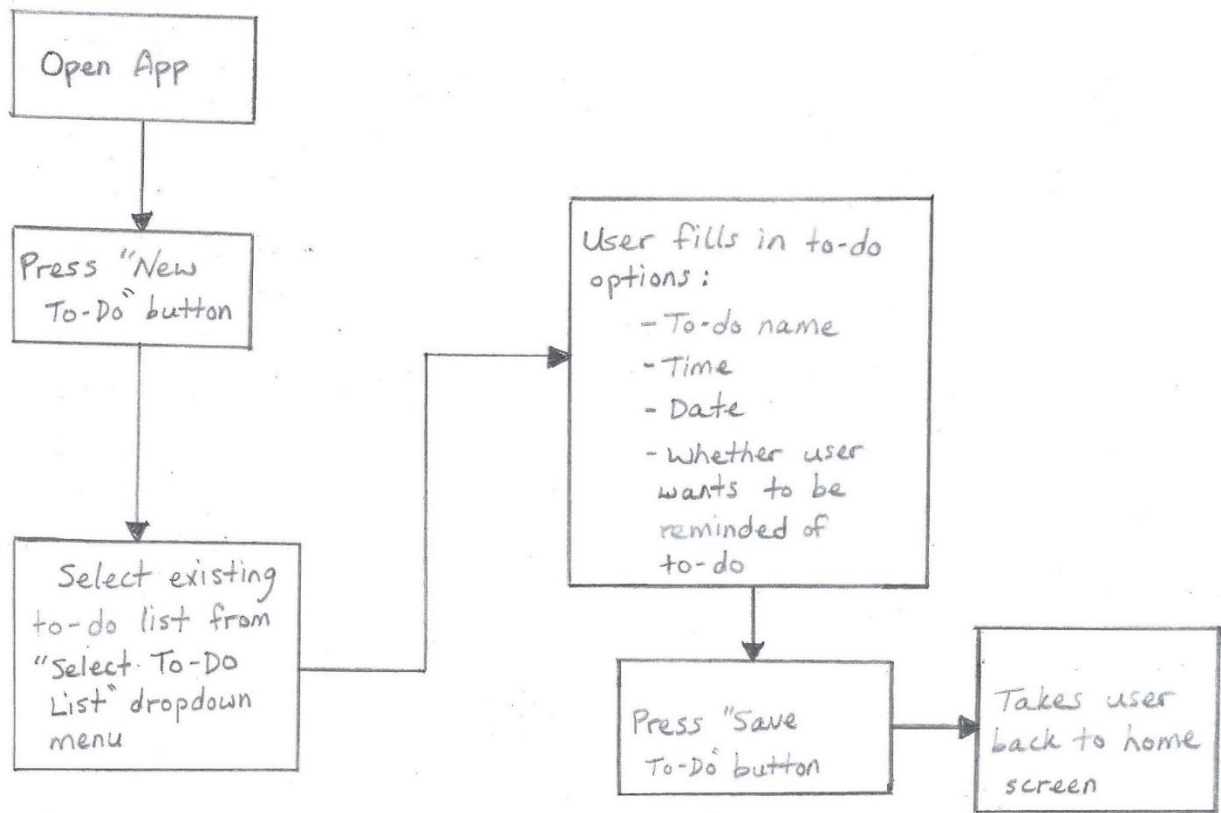 Open App
Press "New
To-Do" button
Select existing
to-do list from
"Select To-Do
List" dropdown
menu
User fills in to-do
options:
- To-do name
- Time
- Date
- Whether user
wants to be
reminded of
to-do
Press "Save
To-Do" button
Takes user
back to home
screen